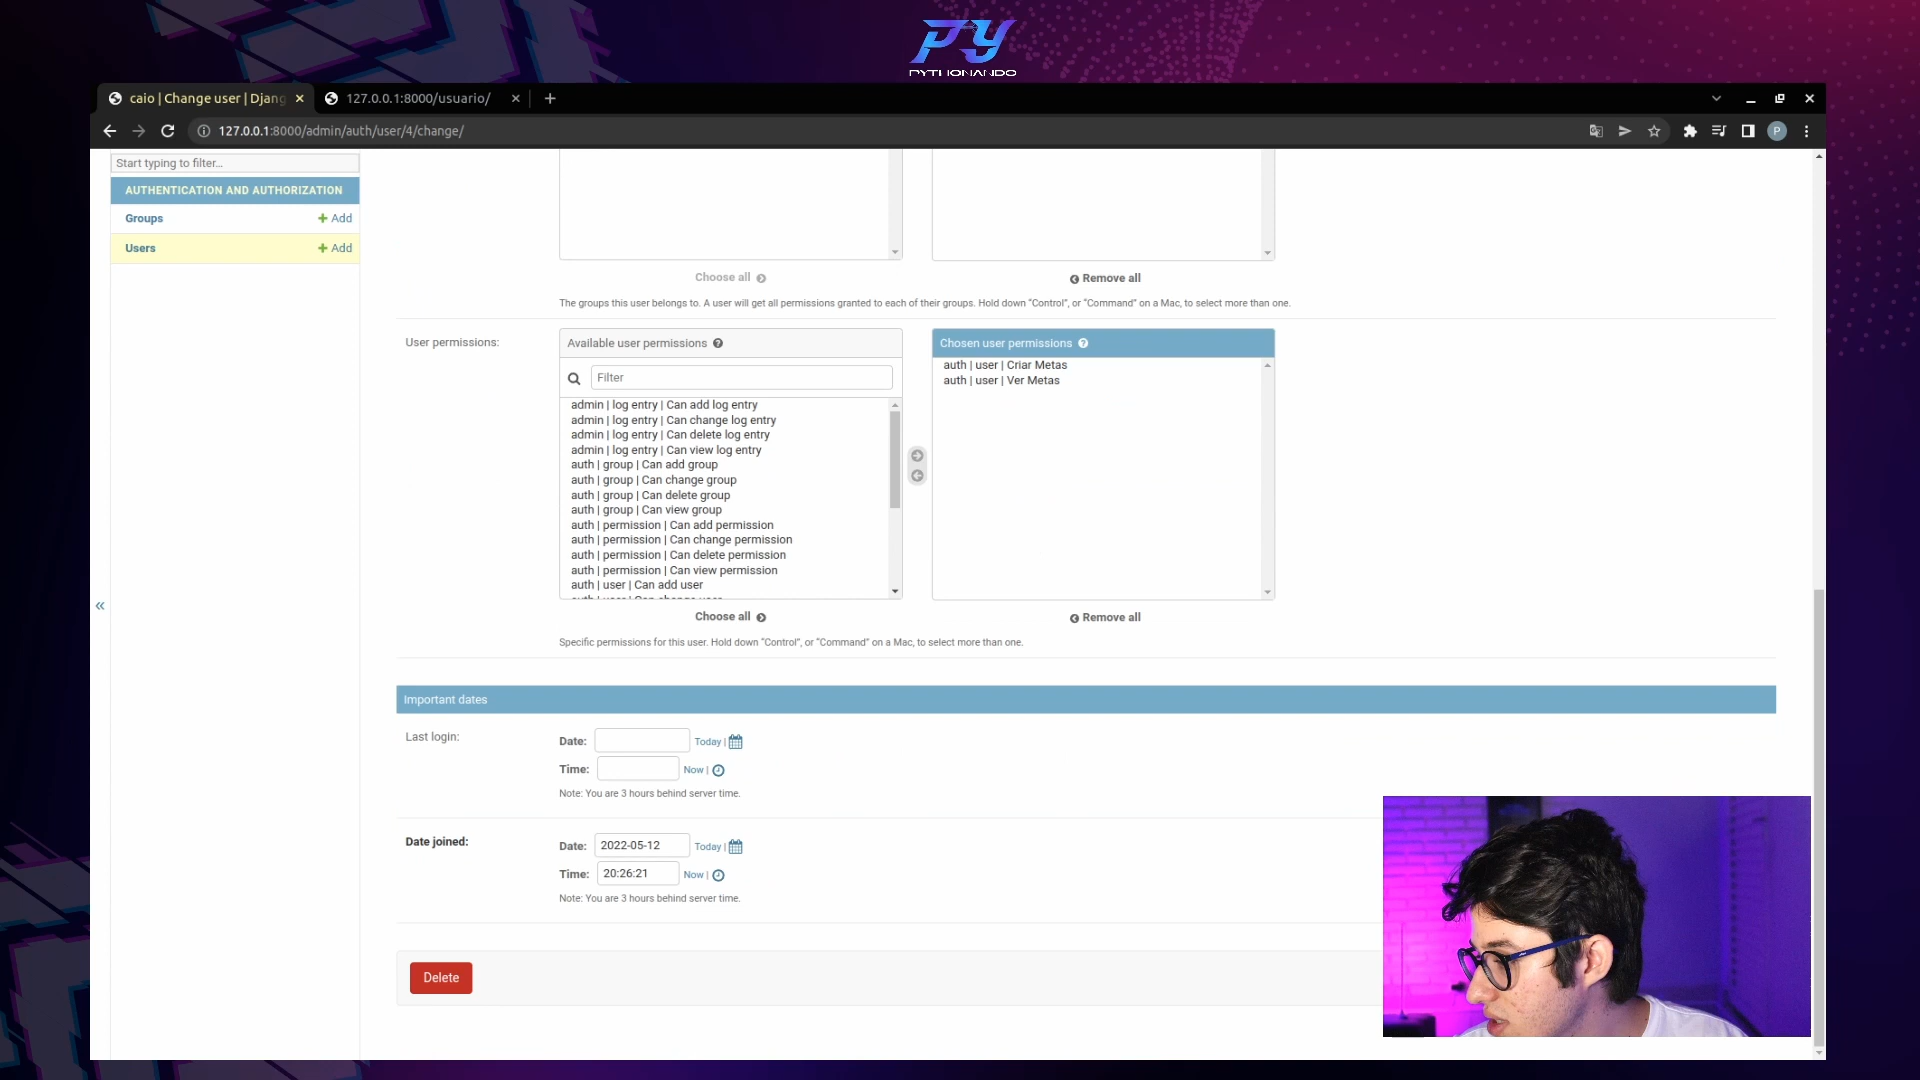 PY
PYTHONANDO
caio | Change user | Djang
127.0.0.1:8000/usuario/
127.0.0.1:8000/admin/auth/user/4/change/
P
Start typing to filter...
AUTHENTICATION AND AUTHORIZATION
Groups + Add
Users + Add
«
Choose all
Remove all
The groups this user belongs to. A user will get all permissions granted to each of their groups. Hold down “Control”, or “Command” on a Mac, to select more than one.
User permissions:
Available user permissions ?
Filter
admin | log entry | Can add log entry
admin | log entry | Can change log entry
admin | log entry | Can delete log entry
admin | log entry | Can view log entry
auth | group | Can add group
auth | group | Can change group
auth | group | Can delete group
auth | group | Can view group
auth | permission | Can add permission
auth | permission | Can change permission
auth | permission | Can delete permission
auth | permission | Can view permission
auth | user | Can add user
auth | user | Can change user
Choose all
Chosen user permissions ?
auth | user | Criar Metas
auth | user | Ver Metas
Remove all
Specific permissions for this user. Hold down “Control”, or “Command” on a Mac, to select more than one.
Important dates
Last login:
Date: Today |
Time: Now |
Note: You are 3 hours behind server time.
Date joined:
Date: 2022-05-12 Today |
Time: 20:26:21 Now |
Note: You are 3 hours behind server time.
Delete